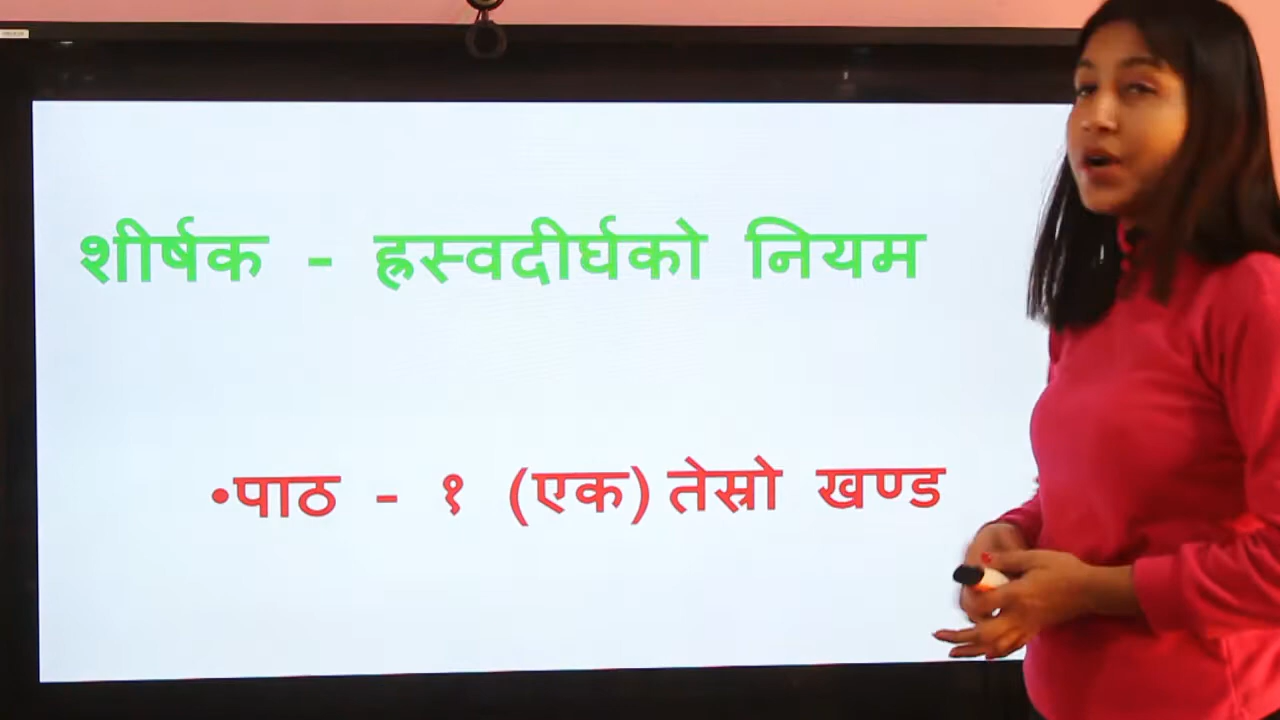 शीर्षक - ह्रस्वदीर्घको नियम
•पाठ - १ (एक) तेस्रो खण्ड